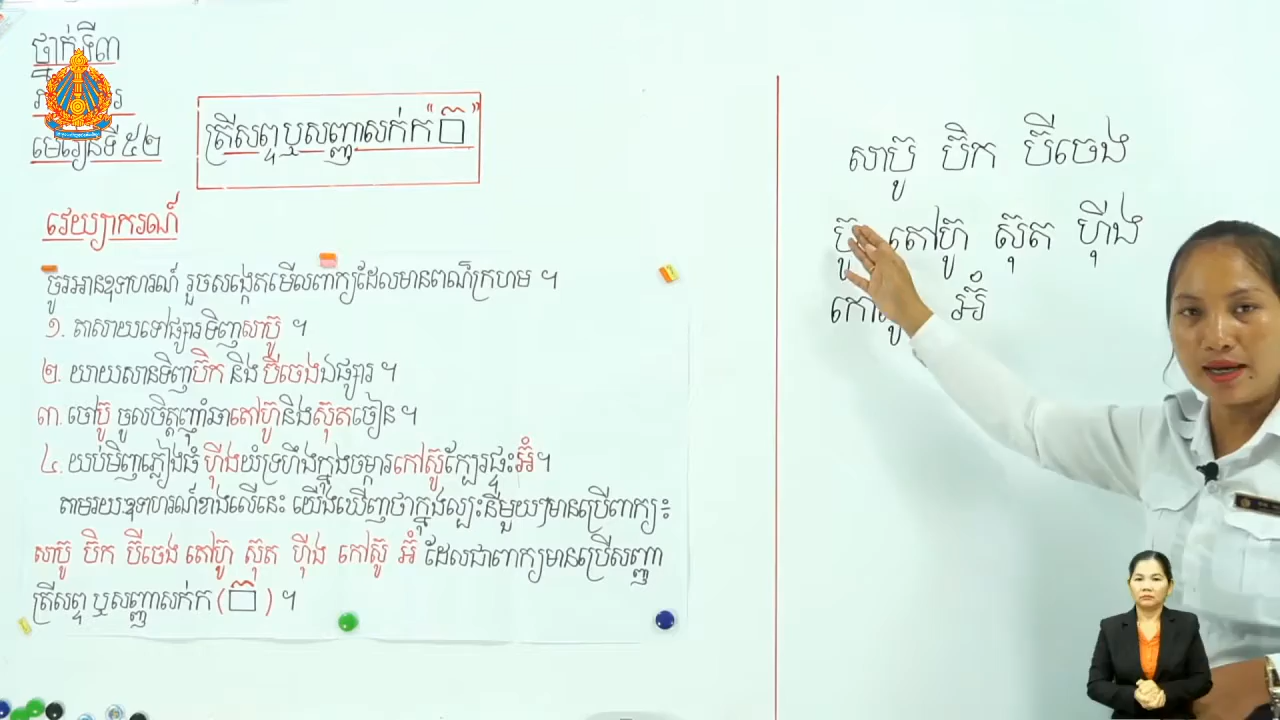 ថ្នាក់ទី៣
មេរៀនទី ៥២
ត្រីសព្ទ ឬសញ្ញាសក់ក "□៊"
វេយ្យាករណ៍
ចូរអានឧទាហរណ៍ រួចសង្កេតមើលពាក្យដែលមានពណ៌ក្រហម ។
១. តាសាយទៅផ្សារទិញសាប៊ូ ។
២. យាយសានទិញប៊ិក និង ប៊ីចេងឯផ្សារ ។
៣. ចៅប៊ូ ចូលចិត្តញ៉ាំឆាតៅហ៊ូនិងស៊ុតចៀន ។
៤. យប់មិញភ្លៀងធំ ហ៊ីងយំទ្រហឹងក្នុងចម្ការកៅស៊ូក្បែរផ្ទះអ៊ំ។
តាមរយៈឧទាហរណ៍ខាងលើនេះ យើងឃើញថាក្នុងល្បះនីមួយៗមានប្រើពាក្យ៖
សាប៊ូ ប៊ិក ប៊ីចេង តៅហ៊ូ ស៊ុត ហ៊ីង កៅស៊ូ អ៊ំ ដែលជាពាក្យមានប្រើសញ្ញា
ត្រីសព្ទ ឬសញ្ញាសក់ក (□៊) ។
សាប៊ូ ប៊ិក ប៊ីចេង
ប៊ូ តៅហ៊ូ ស៊ុត ហ៊ីង
កៅស៊ូ អ៊ំ